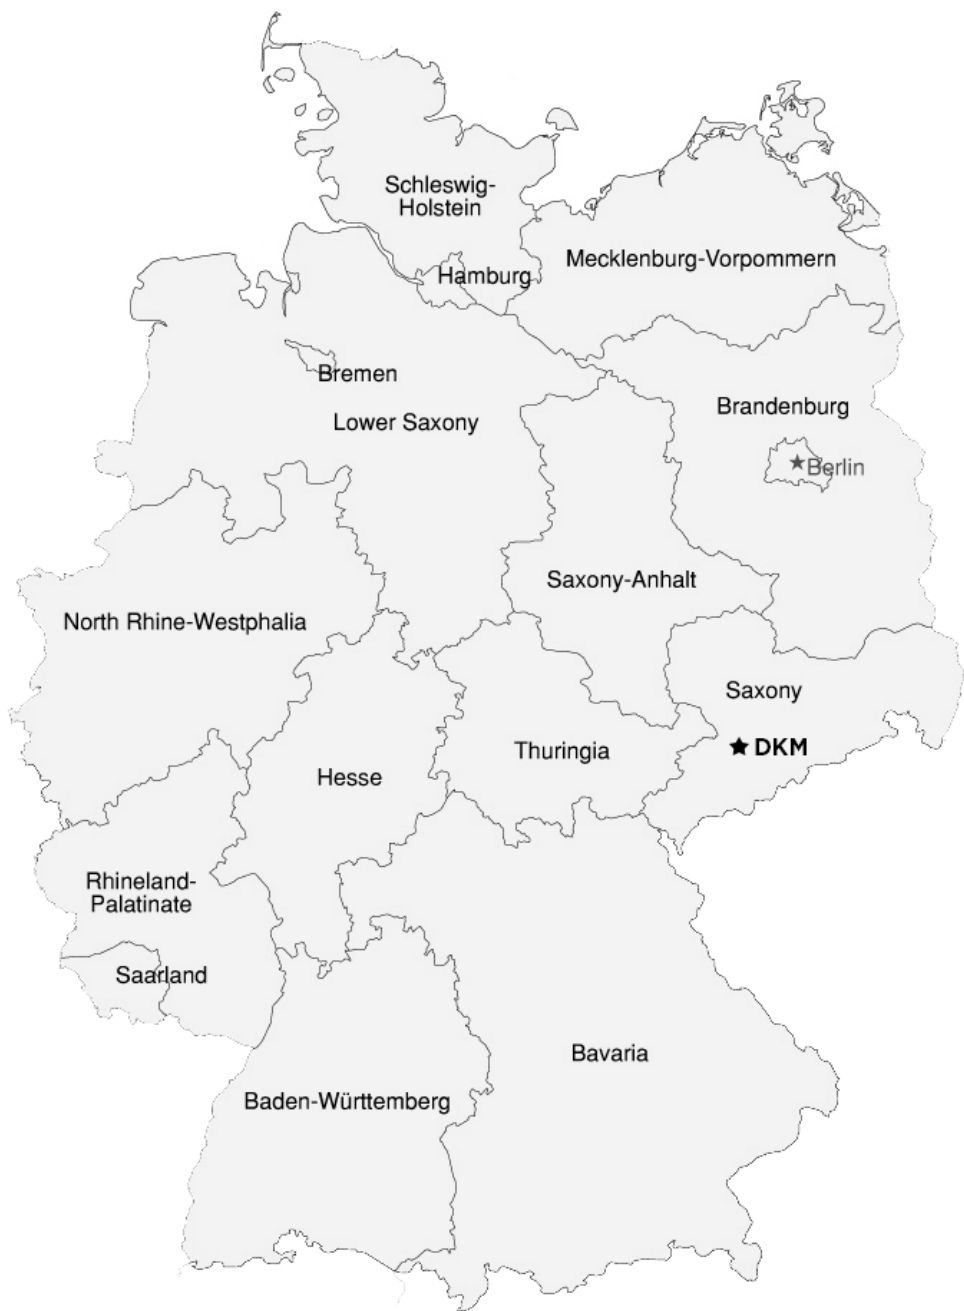 Schleswig-
Holstein
Mecklenburg-Vorpommern
Hamburg
Bremen
Brandenburg
Lower Saxony
Berlin
Saxony-Anhalt
North Rhine-Westphalia
Saxony
DKM
Thuringia
Hesse
Rhineland-
Palatinate
Saarland
Bavaria
Baden-Württemberg